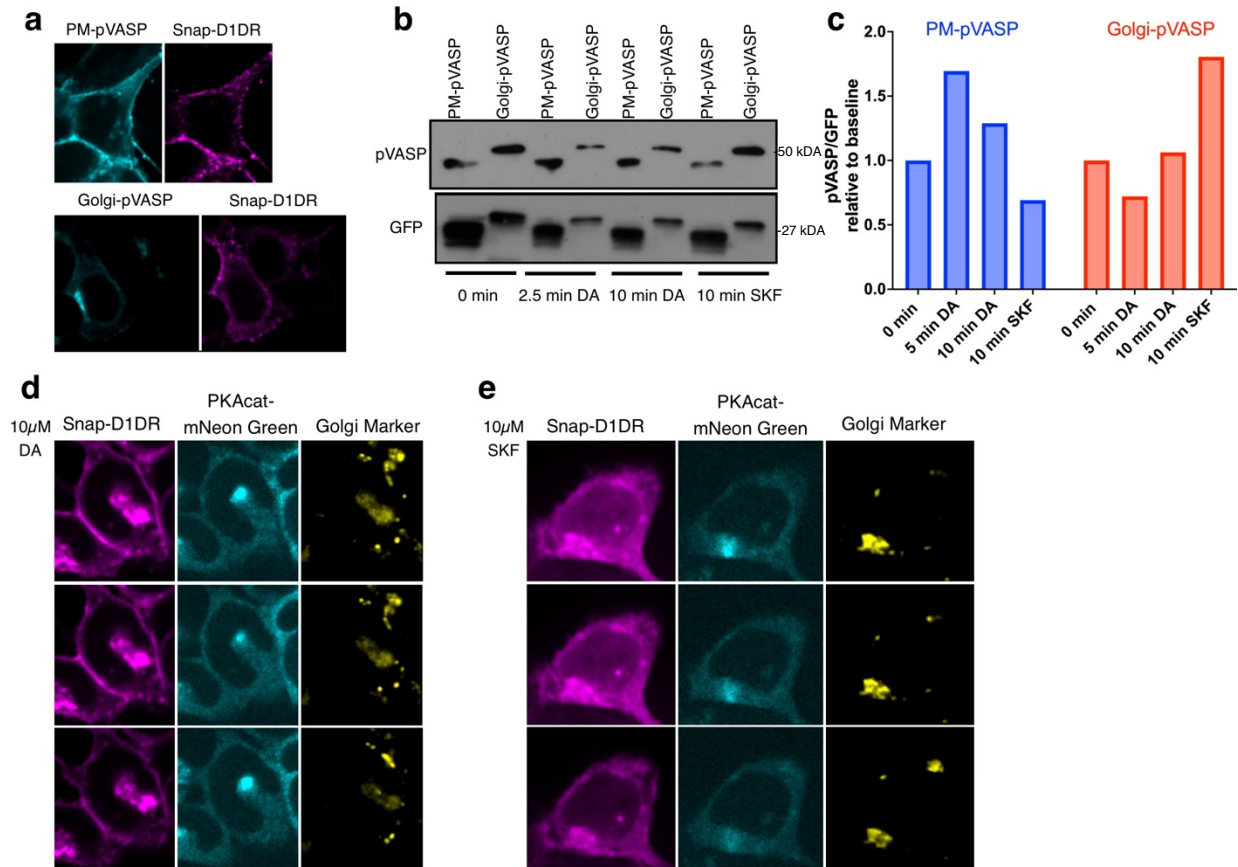 a
PM-pVASP Snap-D1DR
Golgi-pVASP Snap-D1DR
b
PM-pVASP Golgi-pVASP PM-pVASP Golgi-pVASP PM-pVASP Golgi-pVASP PM-pVASP Golgi-pVASP
pVASP -50 kDA
GFP -27 kDA
0 min 2.5 min DA 10 min DA 10 min SKF
c
PM-pVASP Golgi-pVASP
pVASP/GFP
relative to baseline
2.0
1.5
1.0
0.5
0.0
0 min 5 min DA 10 min DA 10 min SKF 0 min 5 min DA 10 min DA 10 min SKF
d
10µM
DA
Snap-D1DR
PKAcat-
mNeon Green
Golgi Marker
e
10µM
SKF
Snap-D1DR
PKAcat-
mNeon Green
Golgi Marker